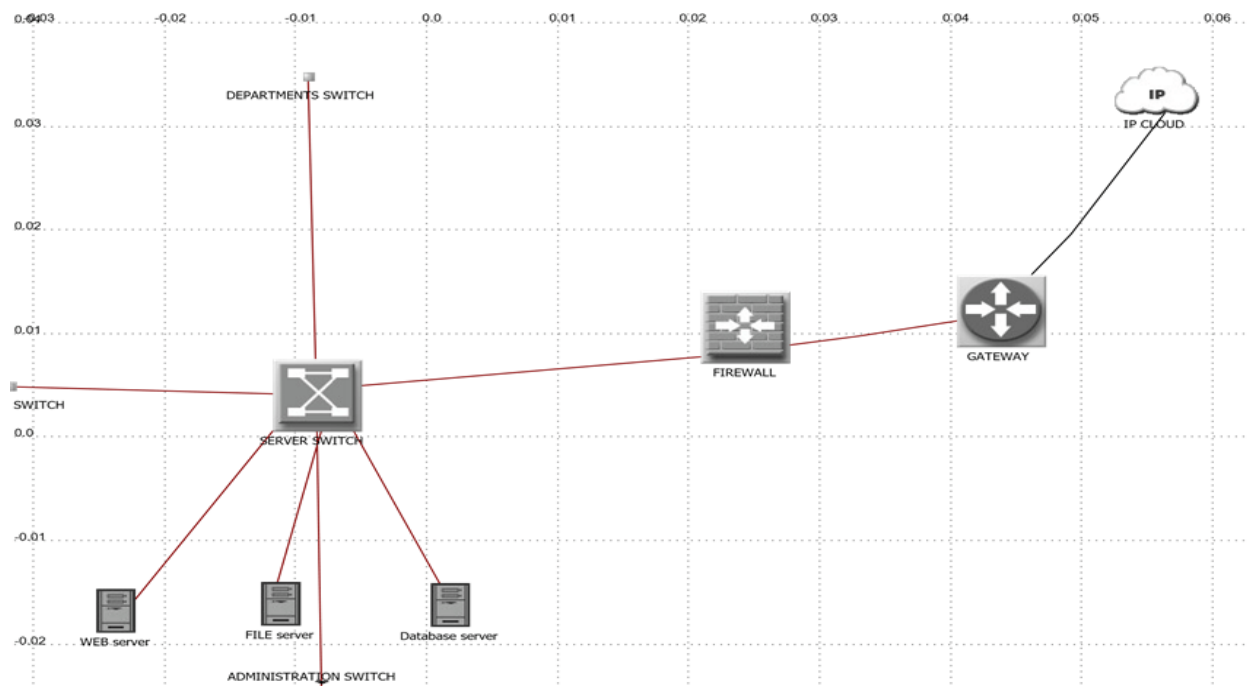 -0.03 -0.02 -0.01 0.0 0.01 0.02 0.03 0.04 0.05 0.06
0.04
DEPARTMENTS SWITCH
IP
IP CLOUD
0.03
0.02
0.01
FIREWALL
GATEWAY
SWITCH
0.0
SERVER SWITCH
-0.01
WEB server
FILE server
Database server
-0.02
ADMINISTRATION SWITCH